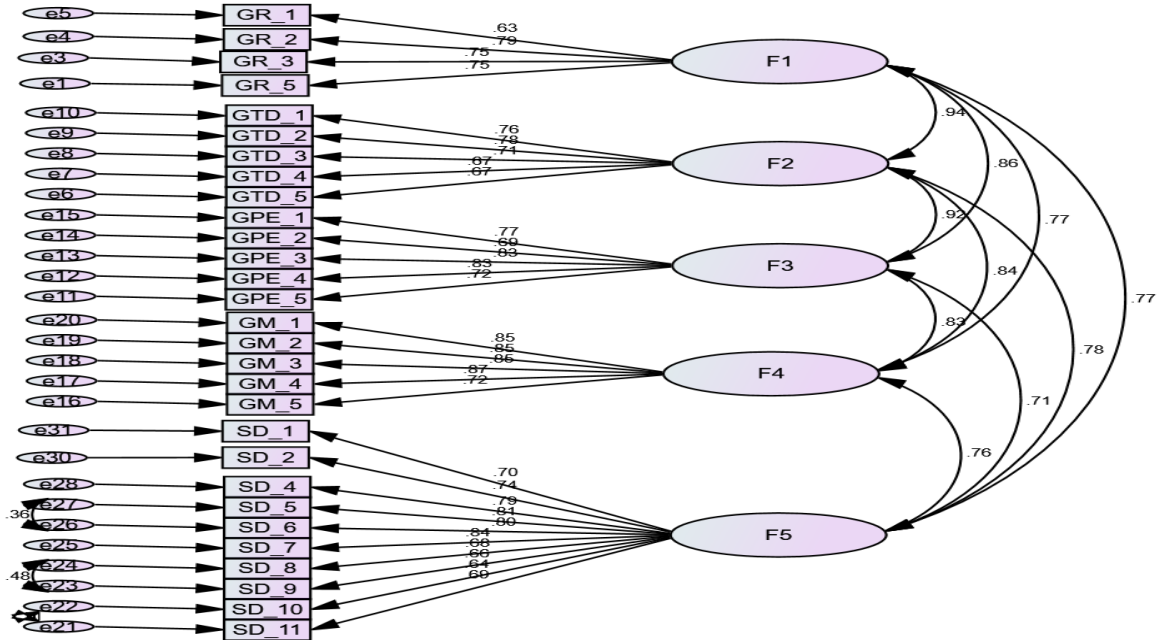 e5 GR_1 .63
e4 GR_2 .79
e3 GR_3 .75 F1
e1 GR_5 .75
e10 GTD_1 .76 .94
e9 GTD_2 .78
e8 GTD_3 .71 F2 .86
e7 GTD_4 .67
e6 GTD_5 .67
e15 GPE_1 .77 .92 .77
e14 GPE_2 .69
e13 GPE_3 .83 F3
e12 GPE_4 .83 .84
e11 GPE_5 .72 .77
e20 GM_1 .83
e19 GM_2 .85
e18 GM_3 .85 .78
e17 GM_4 .87 F4
e16 GM_5 .72 .71
e31 SD_1 .70
e30 SD_2 .74 .76
e28 SD_4 .79
e27 SD_5 .81
.36
e26 SD_6 .80 F5
e25 SD_7 .84
e24 SD_8 .68
.48
e23 SD_9
e22 SD_10 .64
e21 SD_11 .69